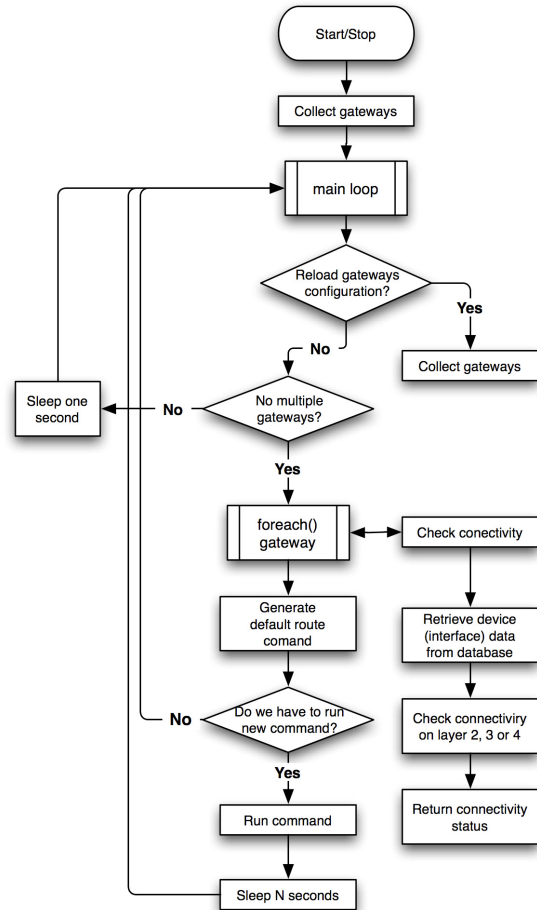 Start/Stop
Collect gateways
main loop
Reload gateways
configuration?
Yes
No
Collect gateways
Sleep one
second
No
No multiple
gateways?
Yes
foreach()
gateway
Check conectivity
Generate
default route
comand
Retrieve device
(interface) data
from database
No
Do we have to run
new command?
Check connectiviry
on layer 2, 3 or 4
Yes
Run command
Return connectivity
status
Sleep N seconds